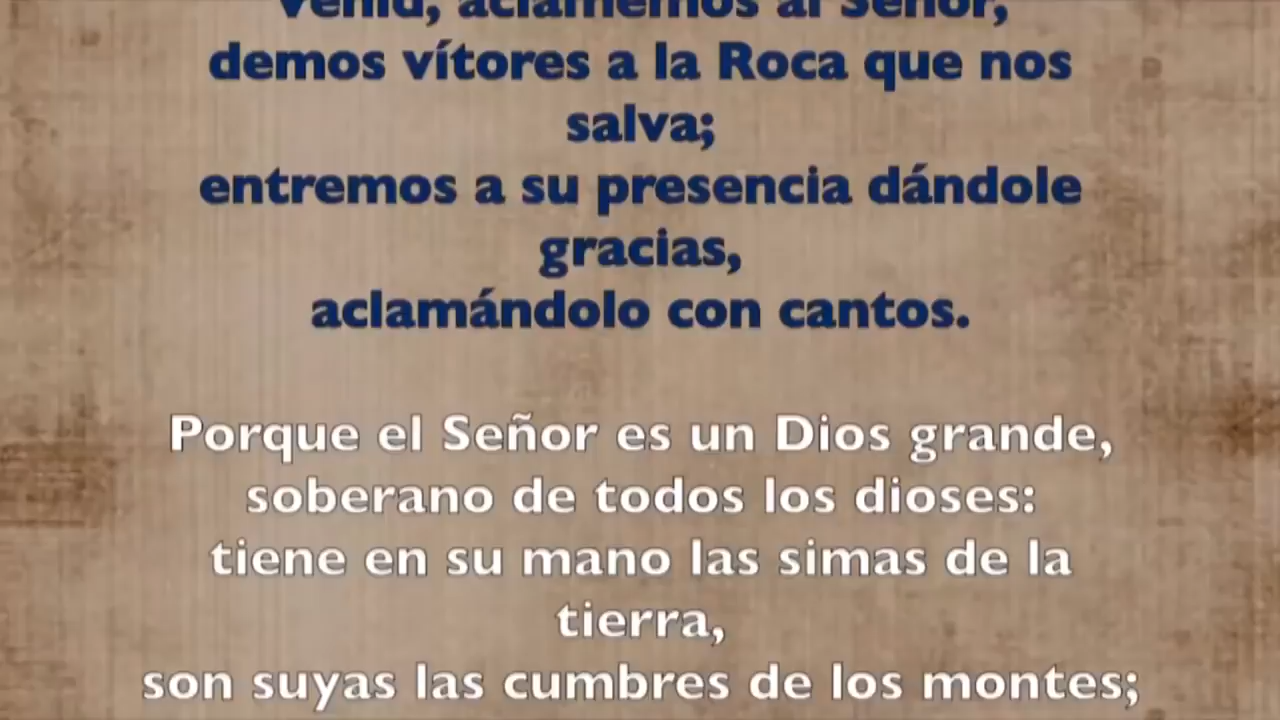 Venid, aclamemos al Señor,
demos vítores a la Roca que nos
salva;
entremos a su presencia dándole
gracias,
aclamándolo con cantos.
Porque el Señor es un Dios grande,
soberano de todos los dioses:
tiene en su mano las simas de la
tierra,
son suyas las cumbres de los montes;